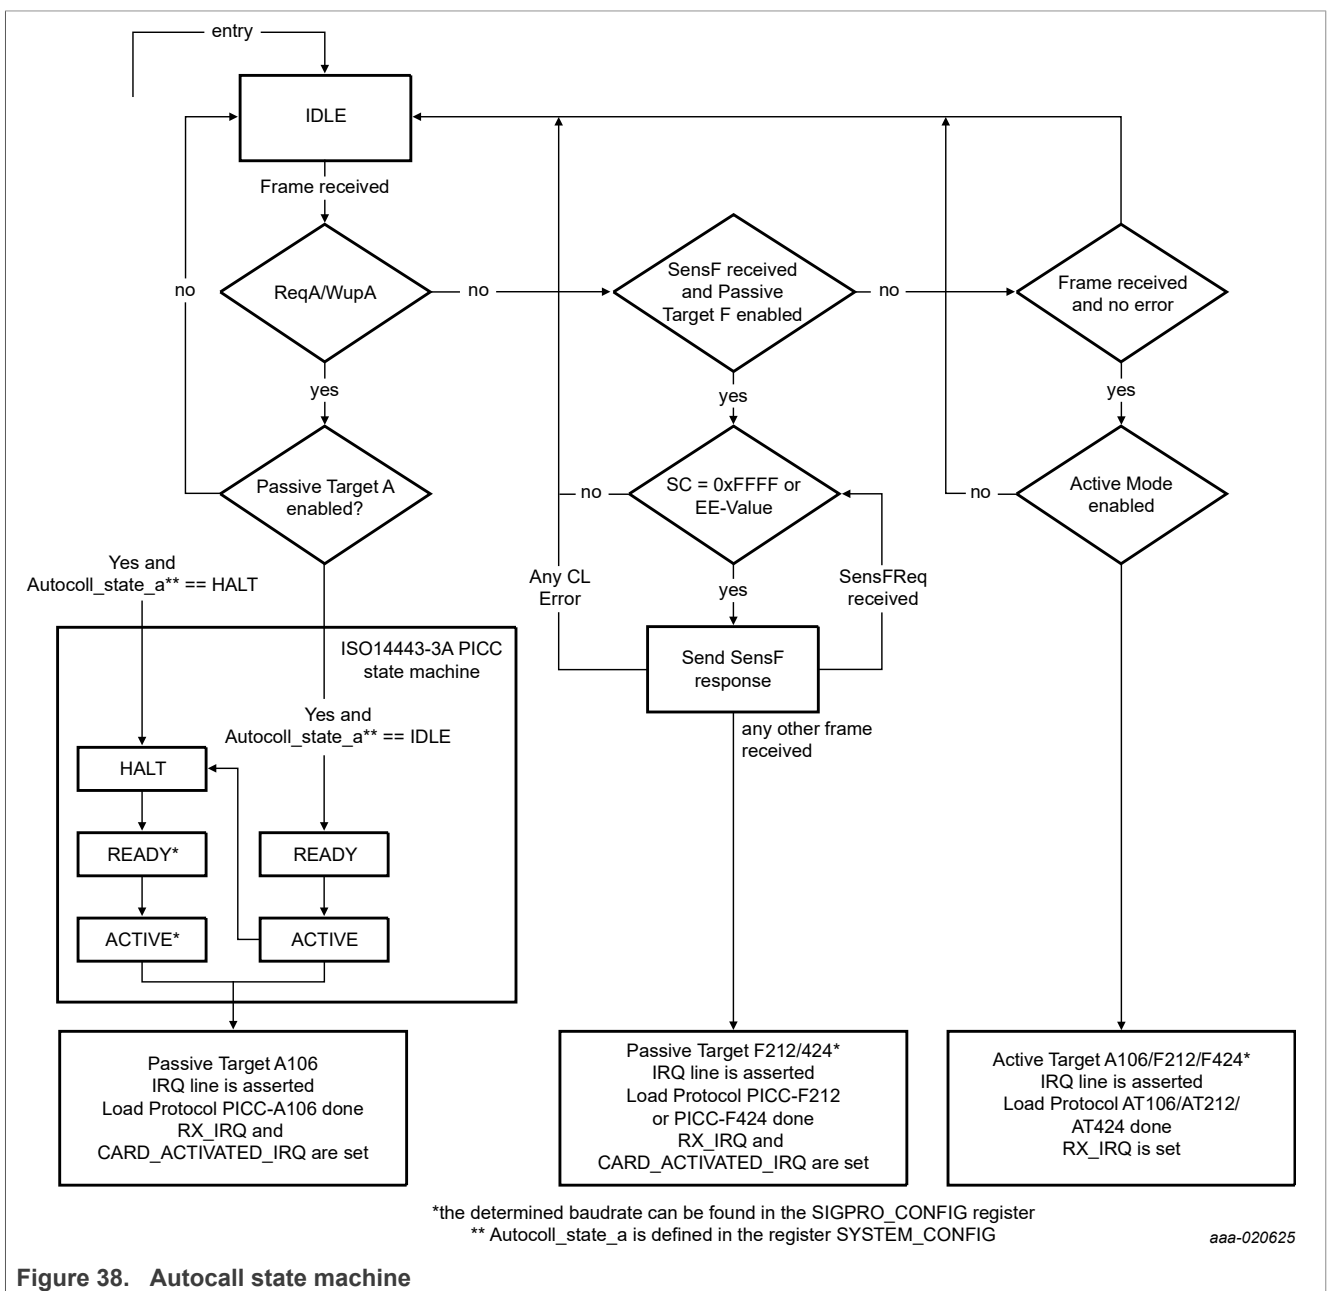 entry
IDLE
Frame received
ReqA/WupA
no
SensF received
and Passive
Target F enabled
no
Frame received
and no error
no
yes
yes
yes
Passive Target A
enabled?
no
SC = 0xFFFF or
EE-Value
no
Active Mode
enabled
Yes and
Autocoll_state_a** == HALT
Any CL
Error
yes
SensFReq
received
ISO14443-3A PICC
state machine
Send SensF
response
Yes and
Autocoll_state_a** == IDLE
any other frame
received
HALT
READY*
READY
ACTIVE*
ACTIVE
Passive Target A106
IRQ line is asserted
Load Protocol PICC-A106 done
RX_IRQ and
CARD_ACTIVATED_IRQ are set
Passive Target F212/424*
IRQ line is asserted
Load Protocol PICC-F212
or PICC-F424 done
RX_IRQ and
CARD_ACTIVATED_IRQ are set
Active Target A106/F212/F424*
IRQ line is asserted
Load Protocol AT106/AT212/
AT424 done
RX_IRQ is set
*the determined baudrate can be found in the SIGPRO_CONFIG register
** Autocoll_state_a is defined in the register SYSTEM_CONFIG
aaa-020625
Figure 38. Autocall state machine